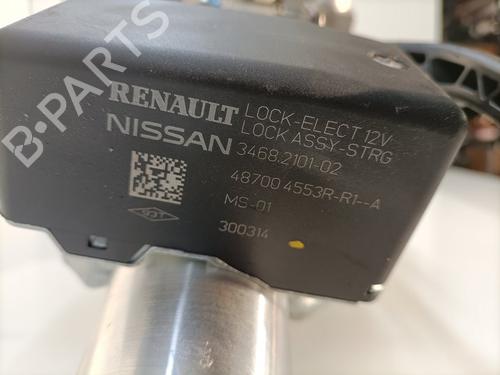 B-PARTS
RENAULT LOCK-ELECT 12V
NISSAN LOCK ASSY-STRG
3468.2101-02
48700 4553R-R1--A
MS-01
300314